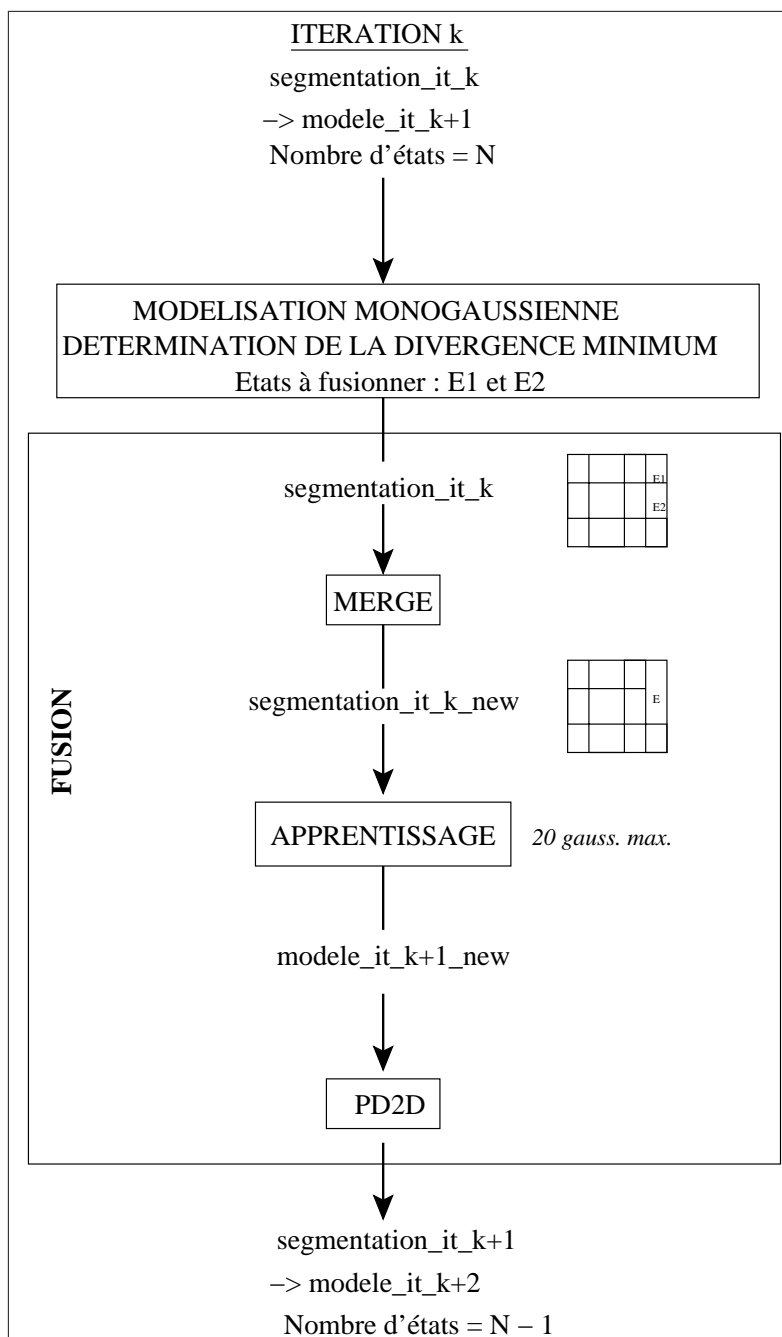 ITERATION k
segmentation_it_k
−> modele_it_k+1
Nombre d'états = N
MODELISATION MONOGAUSSIENNE
DETERMINATION DE LA DIVERGENCE MINIMUM
Etats à fusionner : E1 et E2
FUSION
segmentation_it_k
E1
E2
MERGE
segmentation_it_k_new
E
APPRENTISSAGE
20 gauss. max.
modele_it_k+1_new
PD2D
segmentation_it_k+1
−> modele_it_k+2
Nombre d'états = N − 1